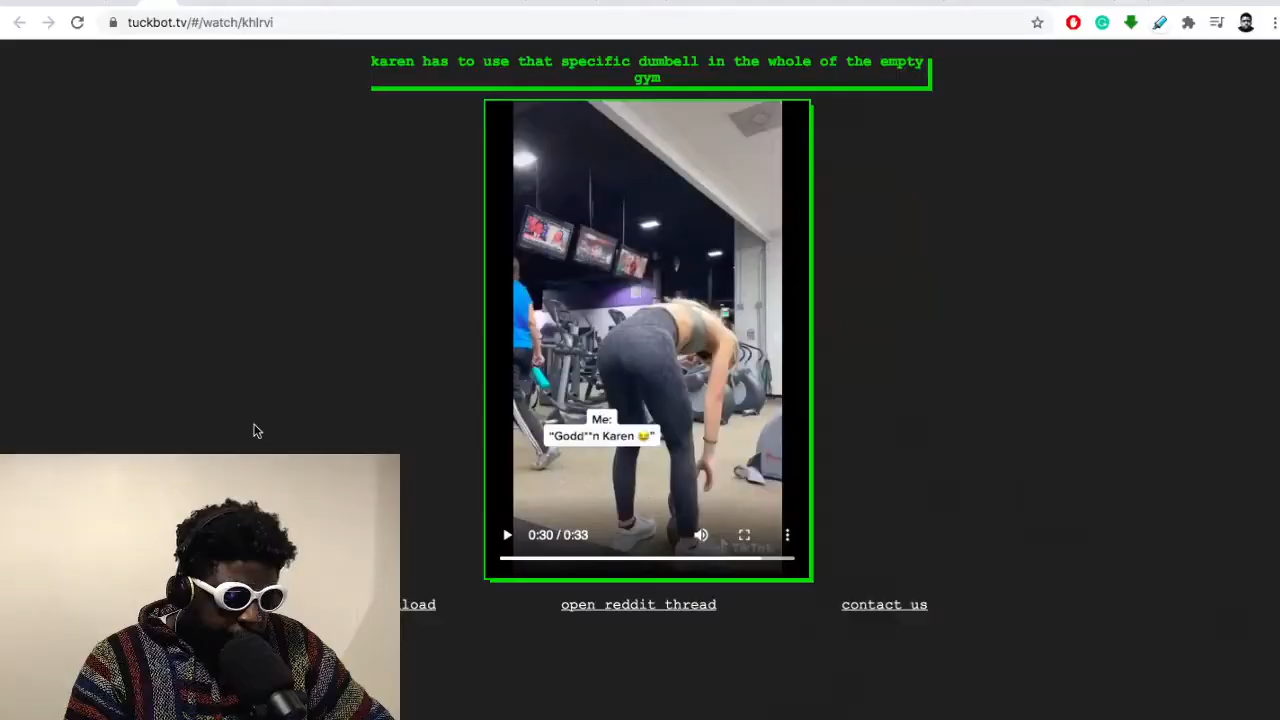 tuckbot.tv/#/watch/khlrvi
karen has to use that specific dumbell in the whole of the empty
gym
Me:
"Godd**n Karen 😂"
0:30 / 0:33
TikTok
load
open reddit thread
contact us